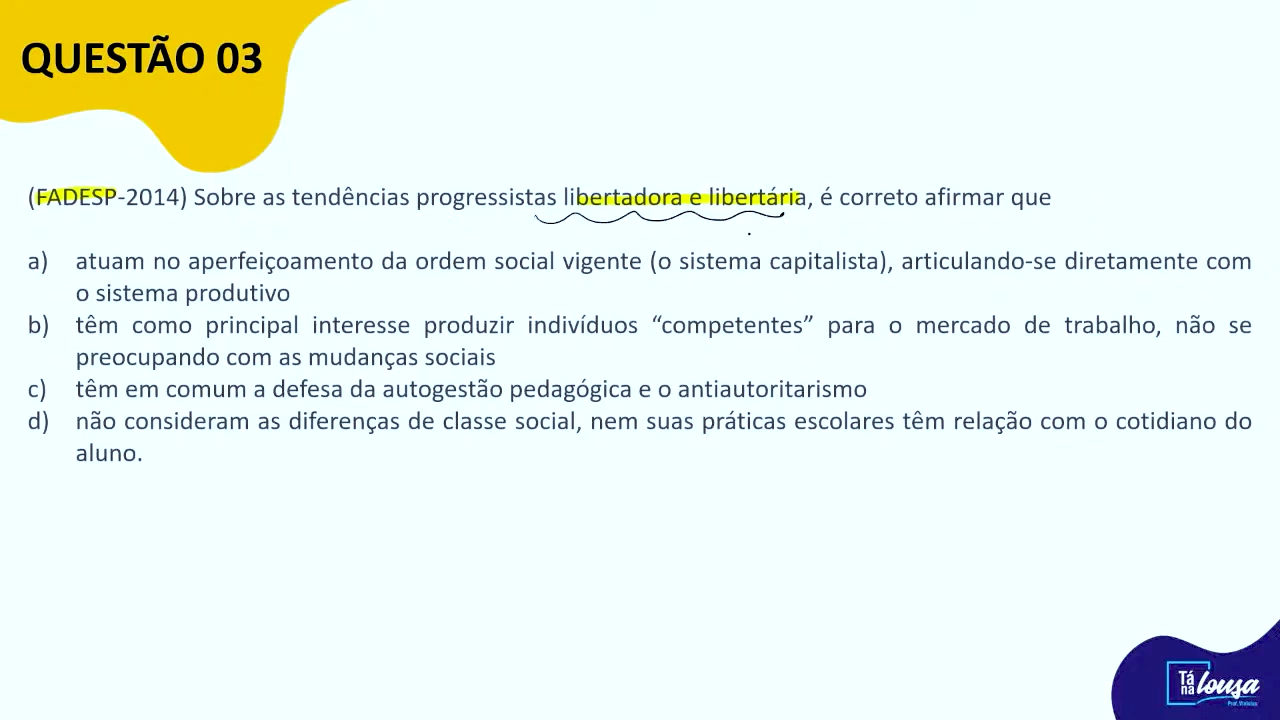 QUESTÃO 03
(FADESP-2014) Sobre as tendências progressistas libertadora e libertária, é correto afirmar que
a) atuam no aperfeiçoamento da ordem social vigente (o sistema capitalista), articulando-se diretamente com
o sistema produtivo
b) têm como principal interesse produzir indivíduos “competentes” para o mercado de trabalho, não se
preocupando com as mudanças sociais
c) têm em comum a defesa da autogestão pedagógica e o antiautoritarismo
d) não consideram as diferenças de classe social, nem suas práticas escolares têm relação com o cotidiano do
aluno.
Tá
na lousa
Prof. Vinícius